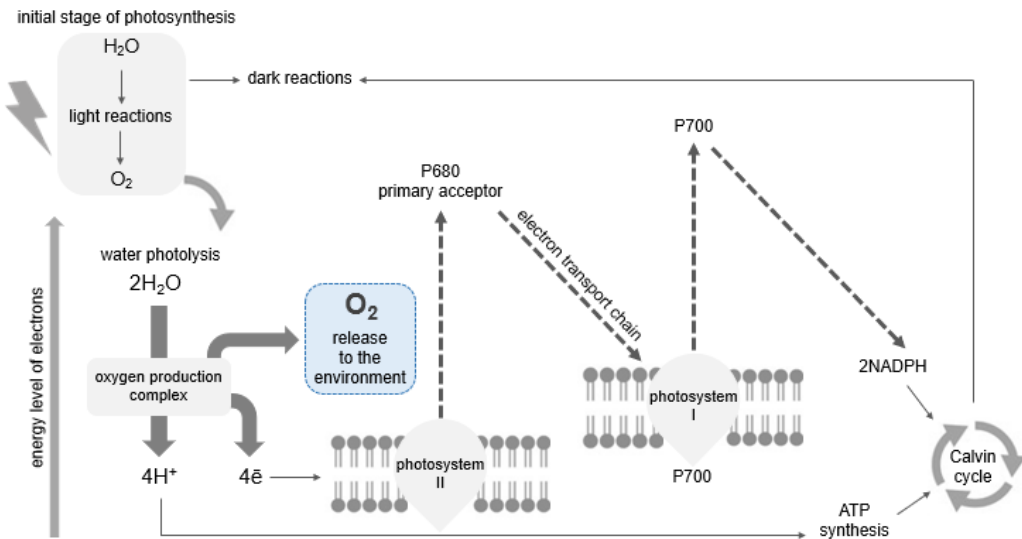 initial stage of photosynthesis
H₂O
light reactions
O₂
dark reactions
P700
P680
primary acceptor
electron transport chain
water photolysis
2H₂O
O₂
release
to the
environment
oxygen production
complex
energy level of electrons
4H⁺
4ē
photosystem
II
photosystem
I
P700
2NADPH
Calvin
cycle
ATP
synthesis